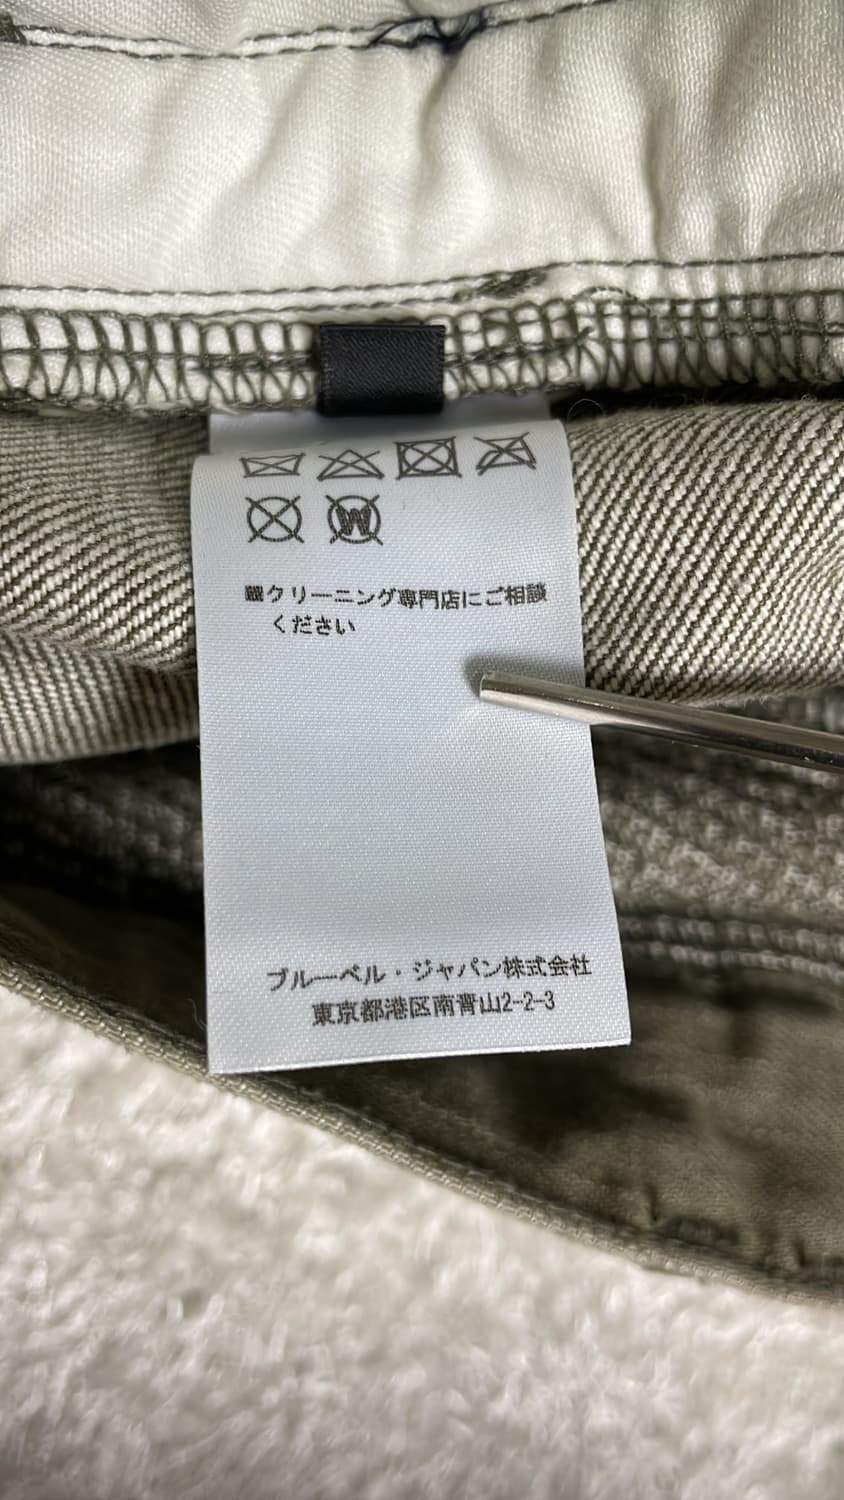 W
クリーニング専門店にご相談
ください
ブルーベル・ジャパン株式会社
東京都港区南青山2-2-3